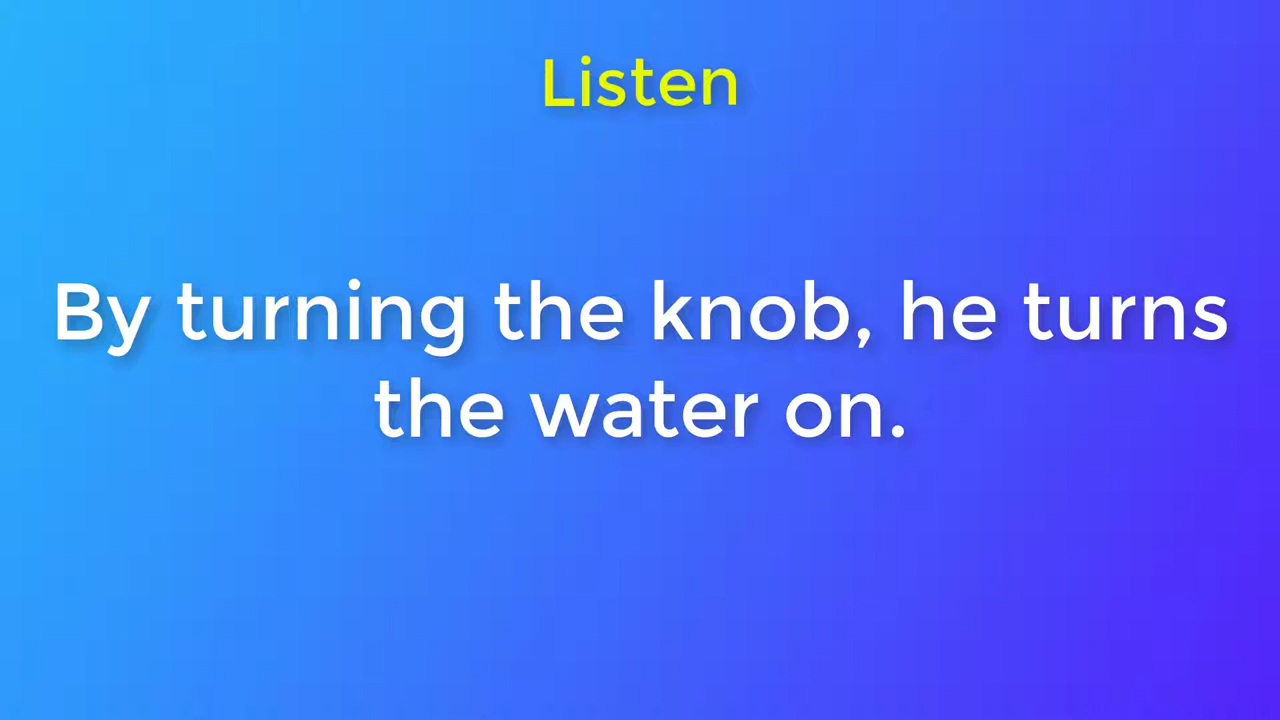 Listen
By turning the knob, he turns
the water on.